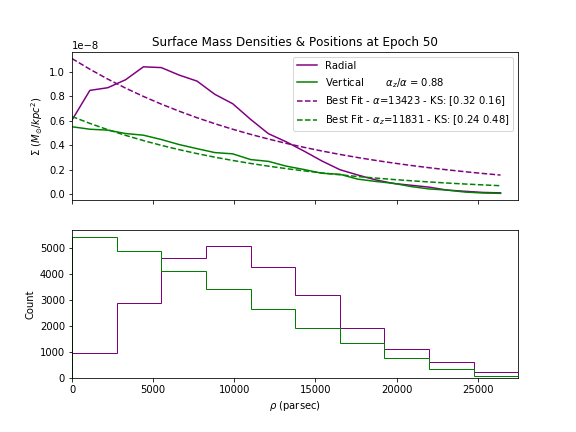 Surface Mass Densities & Positions at Epoch 50
1e−8
Σ (M⊙/kpc²)
1.0
0.8
0.6
0.4
0.2
0.0
Radial
Vertical α_z/α = 0.88
Best Fit - α=13423 - KS: [0.32 0.16]
Best Fit - α_z=11831 - KS: [0.24 0.48]
Count
5000
4000
3000
2000
1000
0
0 5000 10000 15000 20000 25000
ρ (parsec)